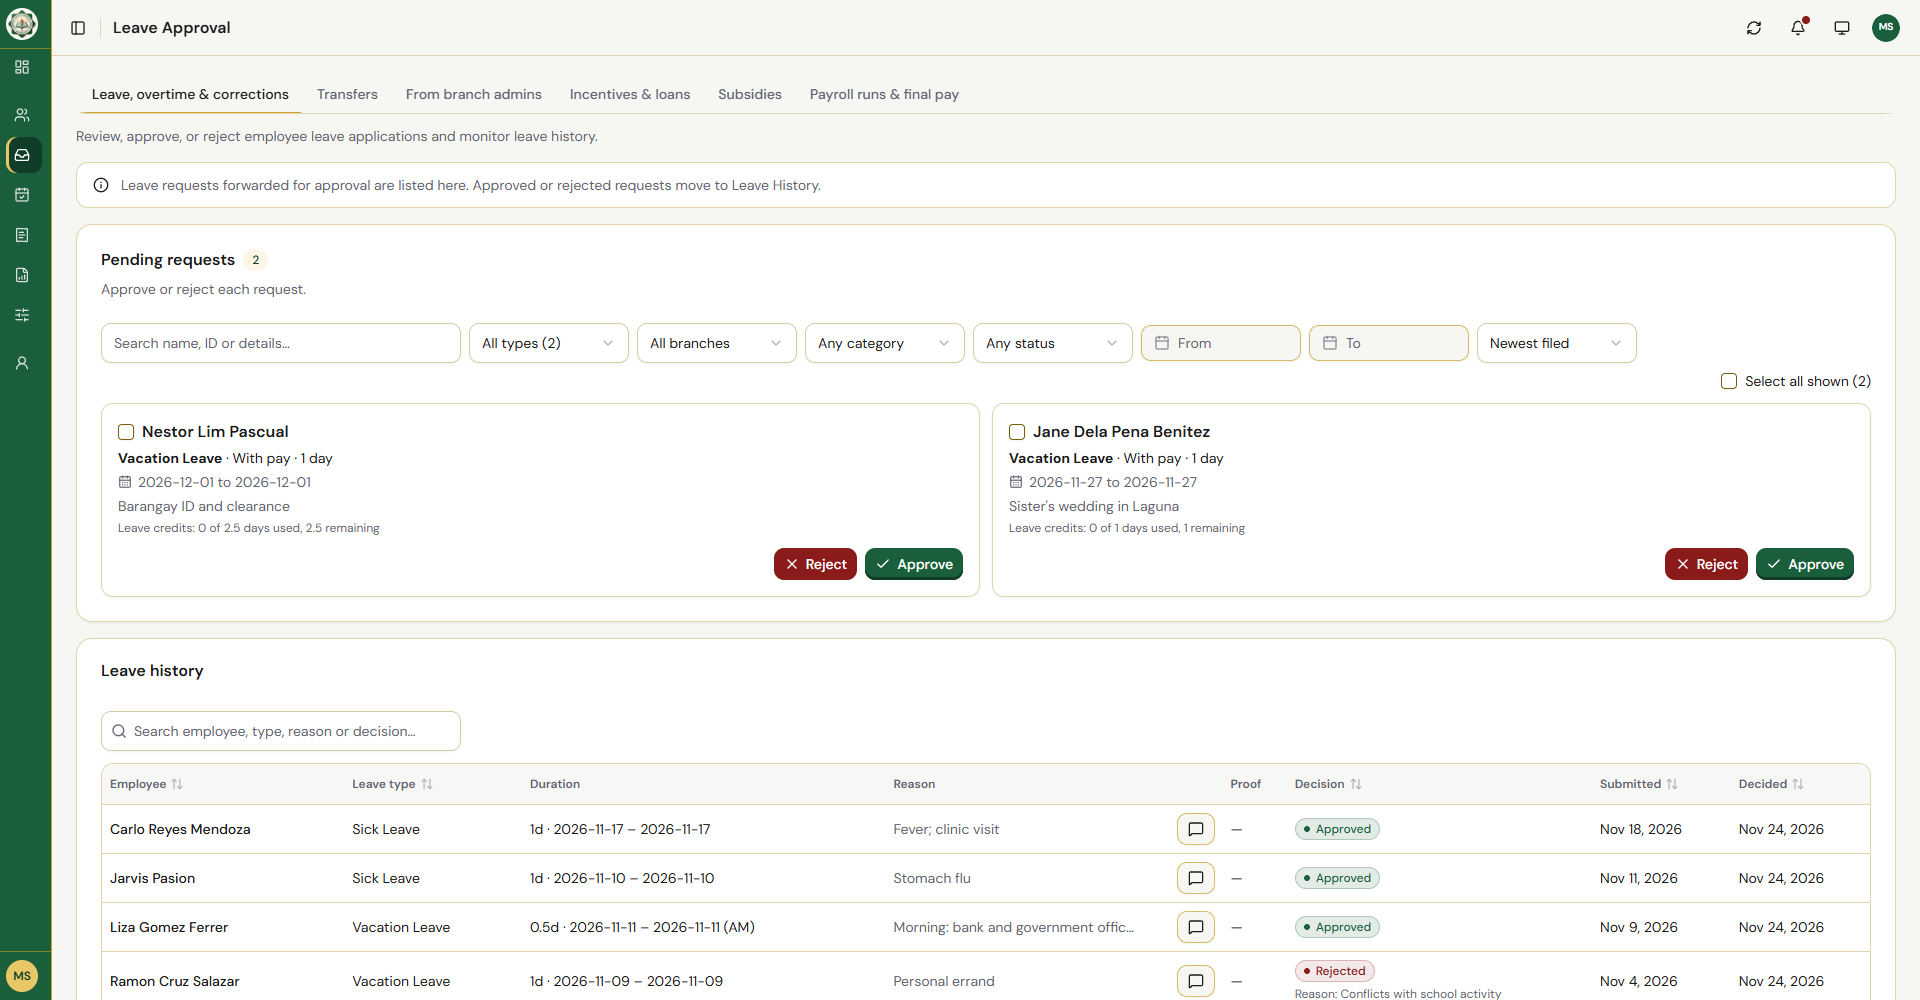 Leave Approval
MS
Leave, overtime & corrections
Transfers
From branch admins
Incentives & loans
Subsidies
Payroll runs & final pay
Review, approve, or reject employee leave applications and monitor leave history.
Leave requests forwarded for approval are listed here. Approved or rejected requests move to Leave History.
Pending requests 2
Approve or reject each request.
Search name, ID or details...
All types (2)
All branches
Any category
Any status
From
To
Newest filed
Select all shown (2)
Nestor Lim Pascual
Vacation Leave · With pay · 1 day
2026-12-01 to 2026-12-01
Barangay ID and clearance
Leave credits: 0 of 2.5 days used, 2.5 remaining
Reject
Approve
Jane Dela Pena Benitez
Vacation Leave · With pay · 1 day
2026-11-27 to 2026-11-27
Sister's wedding in Laguna
Leave credits: 0 of 1 days used, 1 remaining
Reject
Approve
Leave history
Search employee, type, reason or decision...
Employee Leave type Duration Reason Proof Decision Submitted Decided
Carlo Reyes Mendoza Sick Leave 1d · 2026-11-17 – 2026-11-17 Fever; clinic visit — Approved Nov 18, 2026 Nov 24, 2026
Jarvis Pasion Sick Leave 1d · 2026-11-10 – 2026-11-10 Stomach flu — Approved Nov 11, 2026 Nov 24, 2026
Liza Gomez Ferrer Vacation Leave 0.5d · 2026-11-11 – 2026-11-11 (AM) Morning: bank and government offic... — Approved Nov 9, 2026 Nov 24, 2026
Ramon Cruz Salazar Vacation Leave 1d · 2026-11-09 – 2026-11-09 Personal errand — Rejected Nov 4, 2026 Nov 24, 2026
Reason: Conflicts with school activity
MS